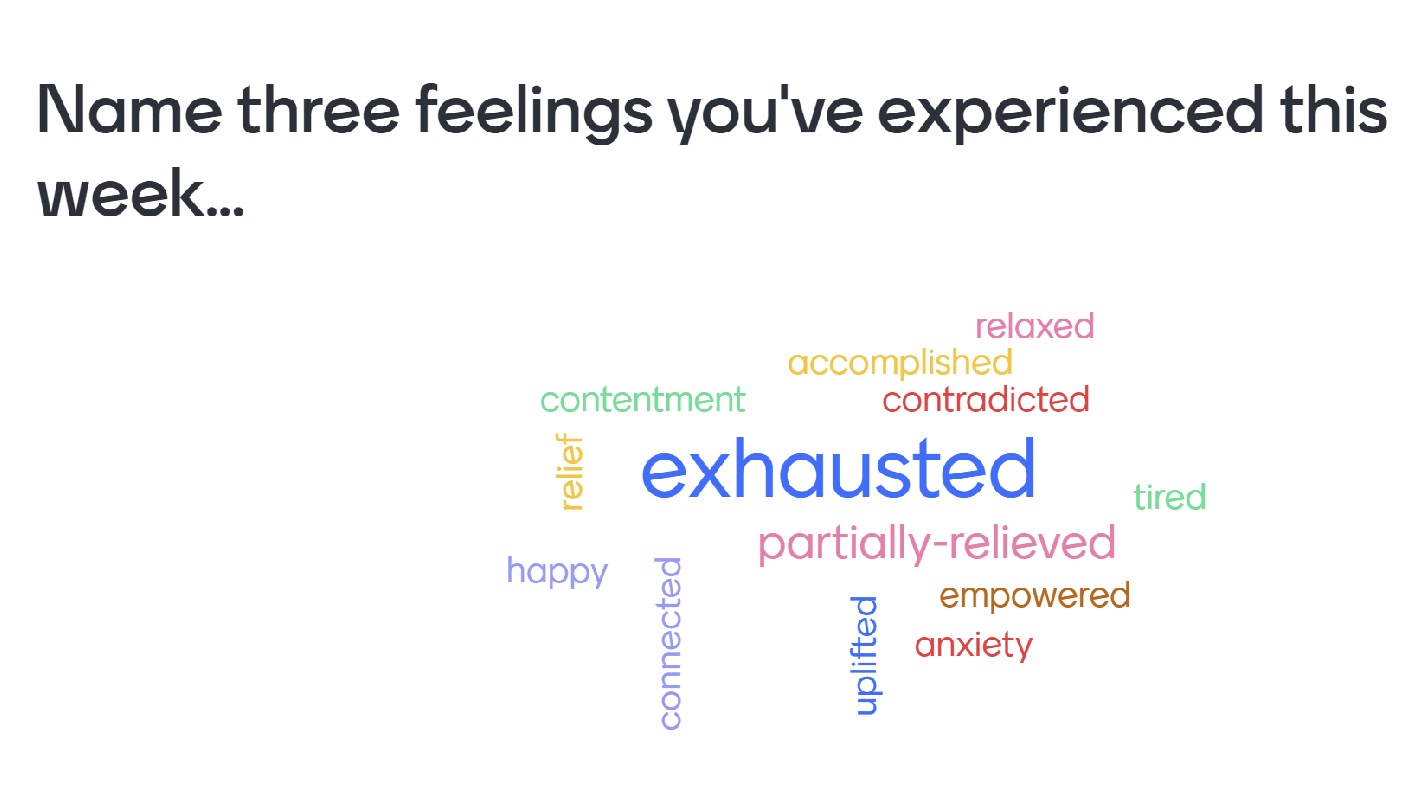 Name three feelings you've experienced this
week...
relaxed
accomplished
contentment
contradicted
relief
exhausted
tired
partially-relieved
happy
connected
empowered
uplifted
anxiety